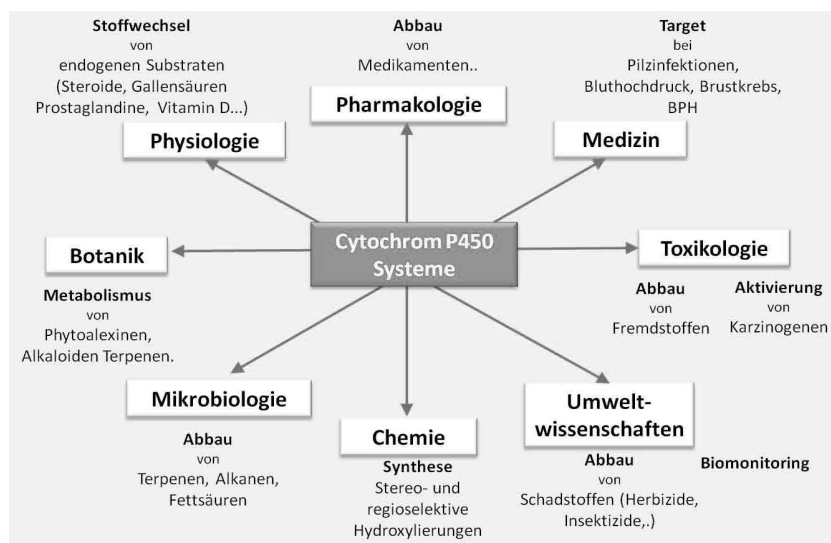 Stoffwechsel
von
endogenen Substraten
(Steroide, Gallensäuren
Prostaglandine, Vitamin D...)
Physiologie
Abbau
von
Medikamenten..
Pharmakologie
Target
bei
Pilzinfektionen,
Bluthochdruck, Brustkrebs,
BPH
Medizin
Cytochrom P450
Systeme
Botanik
Metabolismus
von
Phytoalexinen,
Alkaloiden Terpenen.
Toxikologie
Abbau
von
Fremdstoffen
Aktivierung
von
Karzinogenen
Mikrobiologie
Abbau
von
Terpenen, Alkanen,
Fettsäuren
Chemie
Synthese
Stereo- und
regioselektive
Hydroxylierungen
Umwelt-
wissenschaften
Abbau
von
Schadstoffen (Herbizide,
Insektizide,.)
Biomonitoring